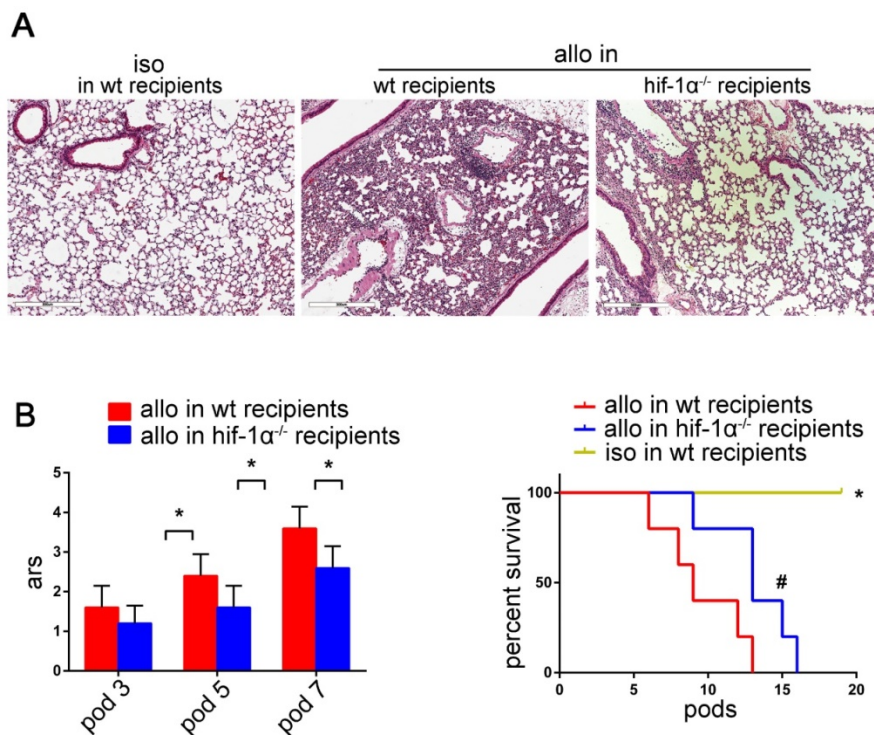 A
iso
in wt recipients
allo in
wt recipients
hif-1α-/- recipients
B
allo in wt recipients
allo in hif-1α-/- recipients
*
*
*
5
4
3
2
1
0
ars
pod 3
pod 5
pod 7
allo in wt recipients
allo in hif-1α-/- recipients
iso in wt recipients
100
50
0
percent survival
*
#
0
5
10
15
20
pods